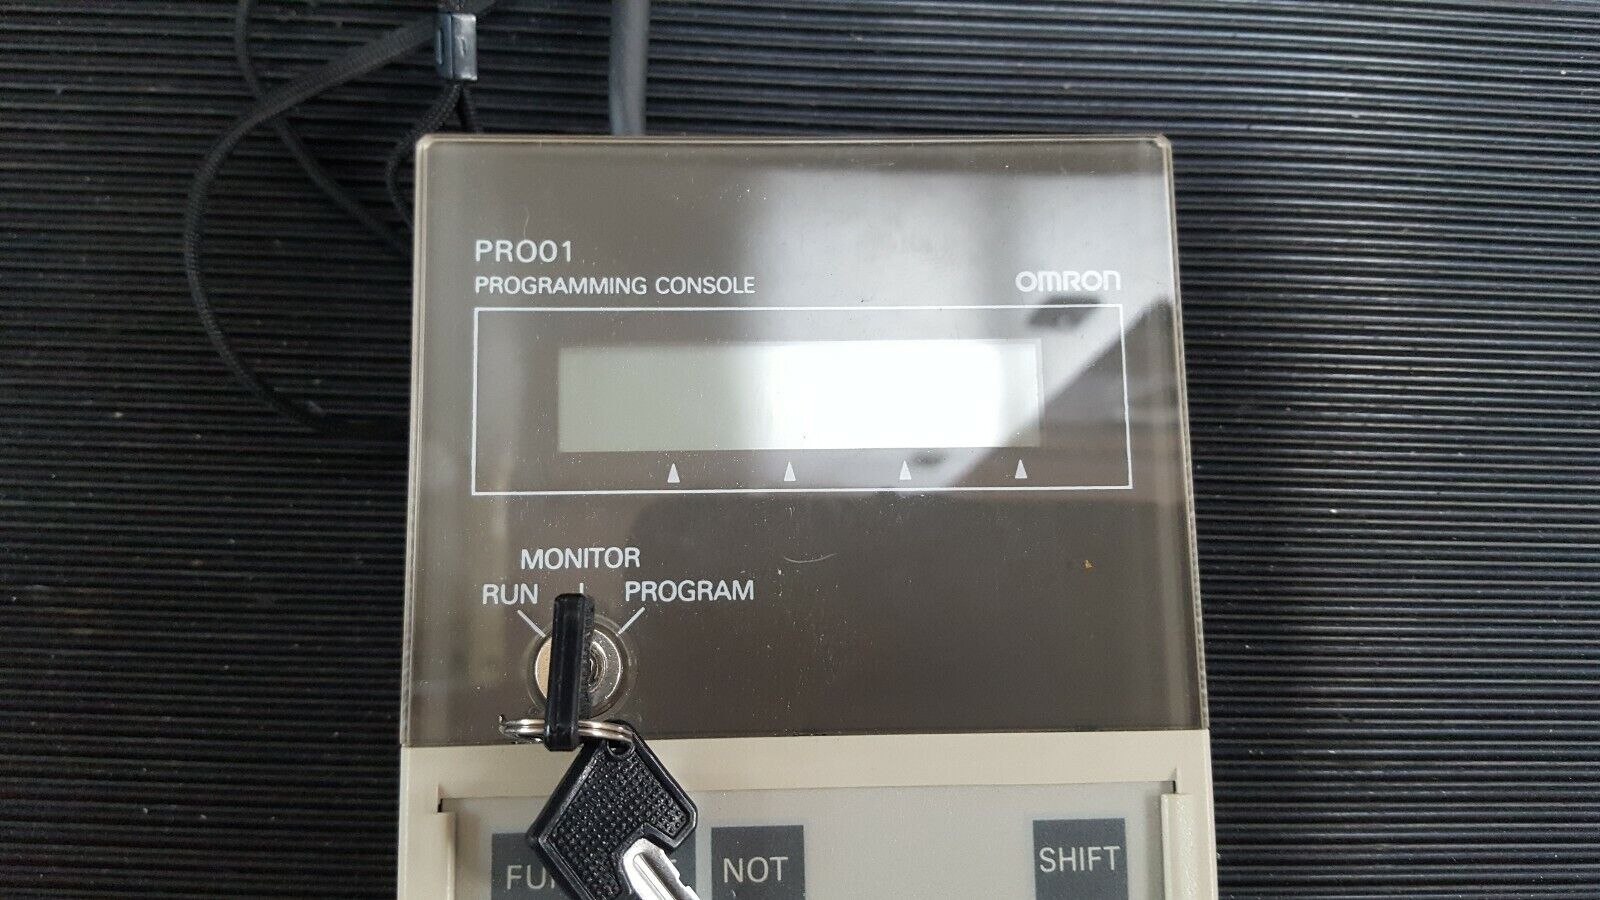 PRO01
PROGRAMMING CONSOLE
OMRON
MONITOR
RUN
PROGRAM
NOT
SHIFT